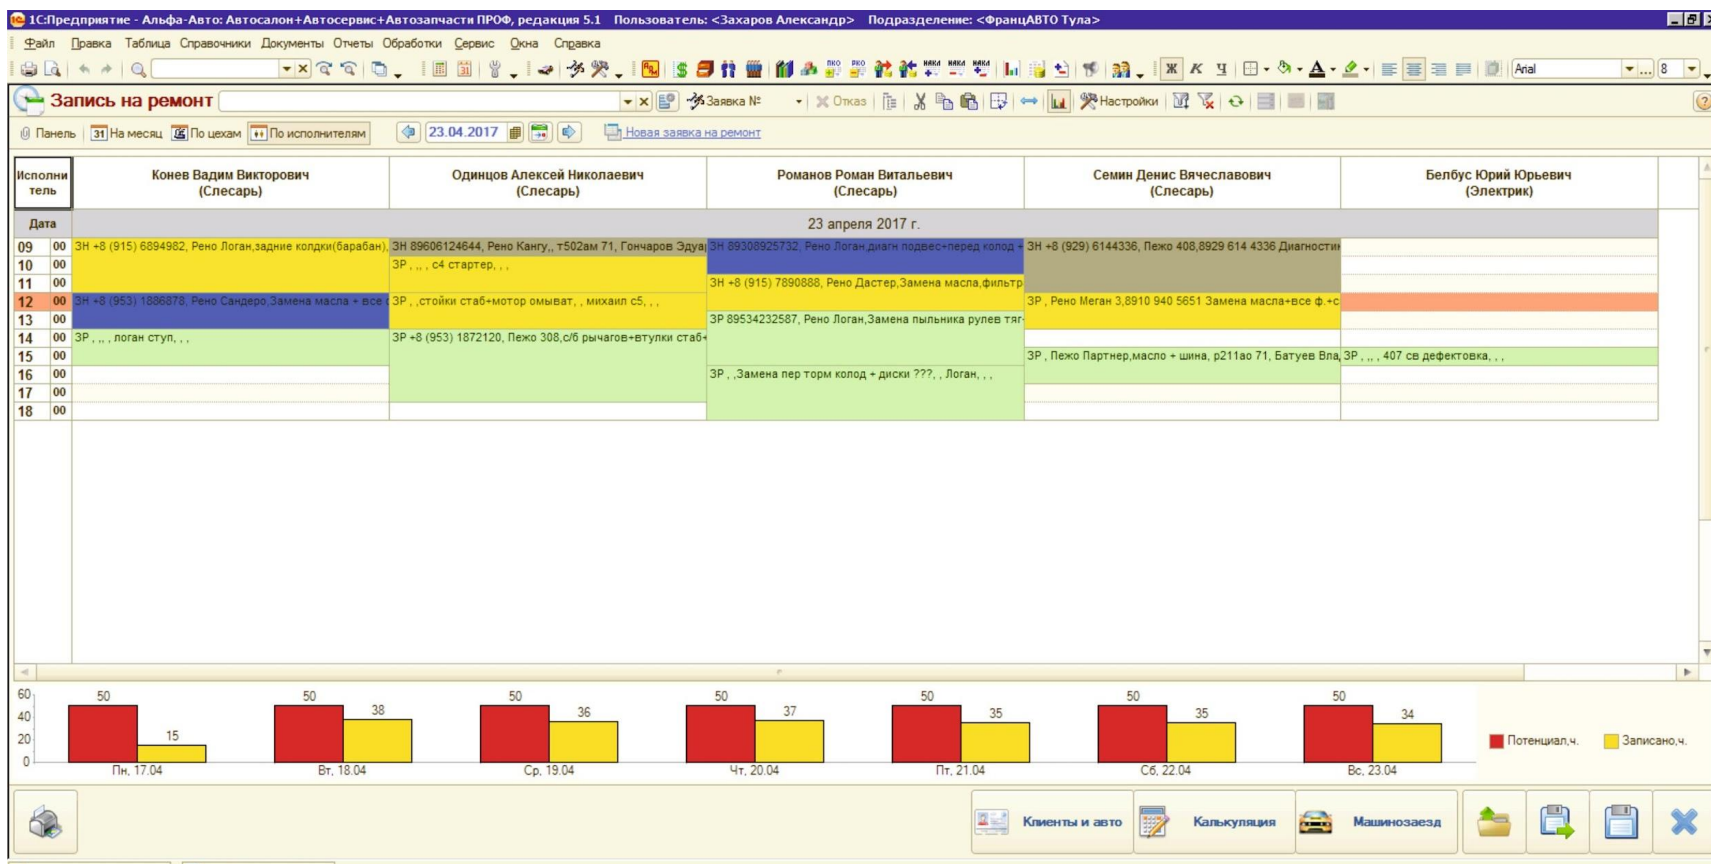 1С:Предприятие - Альфа-Авто: Автосалон+Автосервис+Автозапчасти ПРОФ, редакция 5.1 Пользователь: <Захаров Александр> Подразделение: <ФранцАВТО Тула>
Файл Правка Таблица Справочники Документы Отчеты Обработки Сервис Окна Справка
Ж К Ч А Arial 8
Запись на ремонт Заявка № Отказ Настройки
Панель 31 На месяц По цехам По исполнителям 23.04.2017 Новая заявка на ремонт
Исполни
тель
Конев Вадим Викторович
(Слесарь)
Одинцов Алексей Николаевич
(Слесарь)
Романов Роман Витальевич
(Слесарь)
Семин Денис Вячеславович
(Слесарь)
Белбус Юрий Юрьевич
(Электрик)
Дата 23 апреля 2017 г.
09 00 ЗН +8 (915) 6894982, Рено Логан,задние колдки(барабан), ЗН 89606124644, Рено Кангу,, т502ам 71, Гончаров Эдуа ЗН 89308925732, Рено Логан,диагн подвес+перед колод + ЗН +8 (929) 6144336, Пежо 408,8929 614 4336 Диагности
10 00 ЗР , ,, , с4 стартер, , ,
11 00 ЗН +8 (915) 7890888, Рено Дастер,Замена масла,фильтр
12 00 ЗН +8 (953) 1886878, Рено Сандеро,Замена масла + все ЗР , ,стойки стаб+мотор омыват, , михаил с5, , , ЗР , Рено Меган 3,8910 940 5651 Замена масла+все ф.+с
13 00 ЗР 89534232587, Рено Логан,Замена пыльника рулев тяг
14 00 ЗР , ,, , логан ступ, , , ЗР +8 (953) 1872120, Пежо 308,с/б рычагов+втулки стаб+
15 00 ЗР , Пежо Партнер,масло + шина, р211ао 71, Батуев Вла, ЗР , ,, , 407 св дефектовка, , ,
16 00 ЗР , ,Замена пер торм колод + диски ???, , Логан, , ,
17 00
18 00
60 50 50 50 50 50 50 50
40 38 36 37 35 35 34
20 15
0
Потенциал,ч. Записано,ч.
Пн, 17.04 Вт, 18.04 Ср, 19.04 Чт, 20.04 Пт, 21.04 Сб, 22.04 Вс, 23.04
Клиенты и авто Калькуляция Машинозаезд